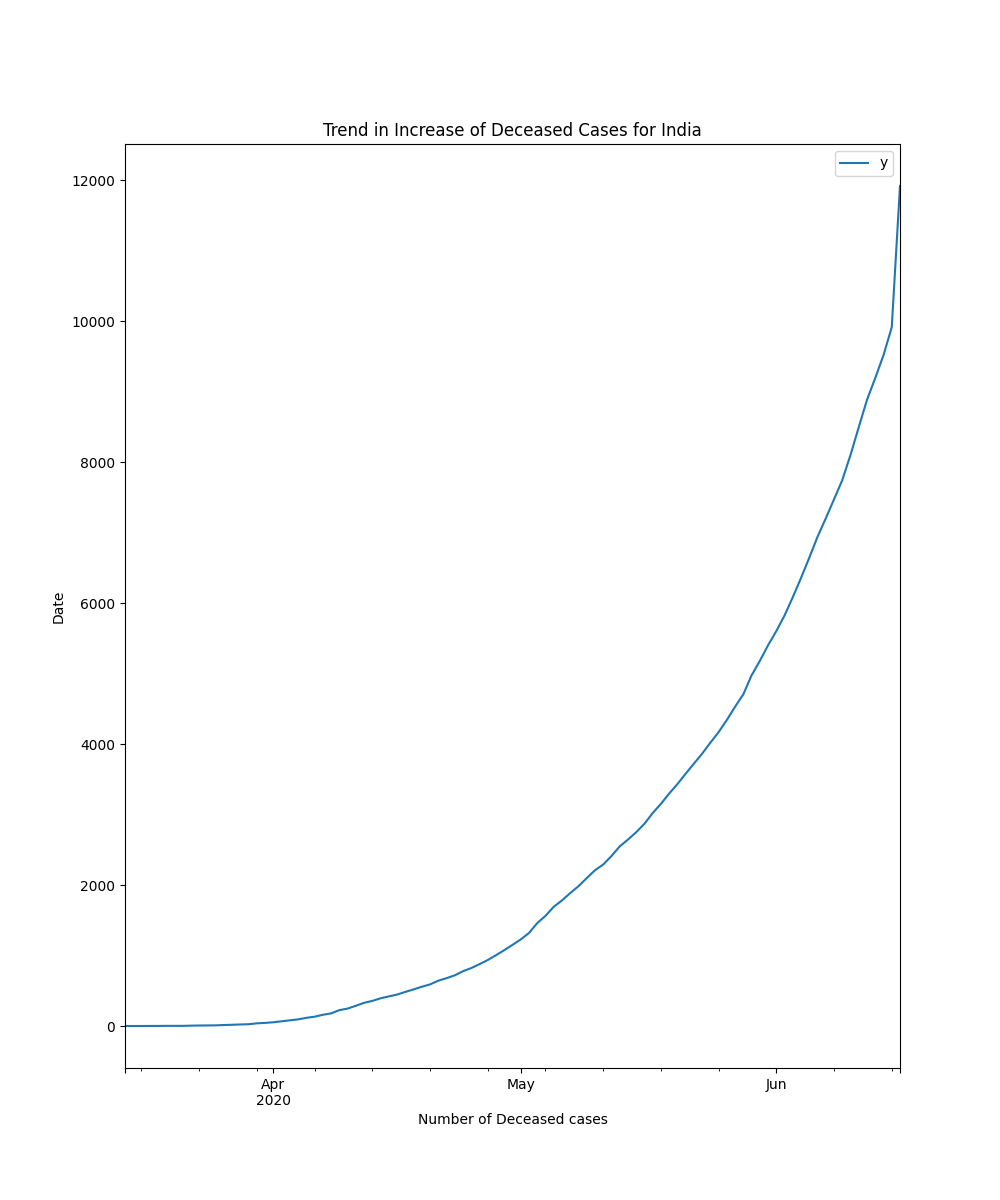 Trend in Increase of Deceased Cases for India
y
12000
10000
8000
6000
4000
2000
0
Date
Apr
2020
May
Jun
Number of Deceased cases